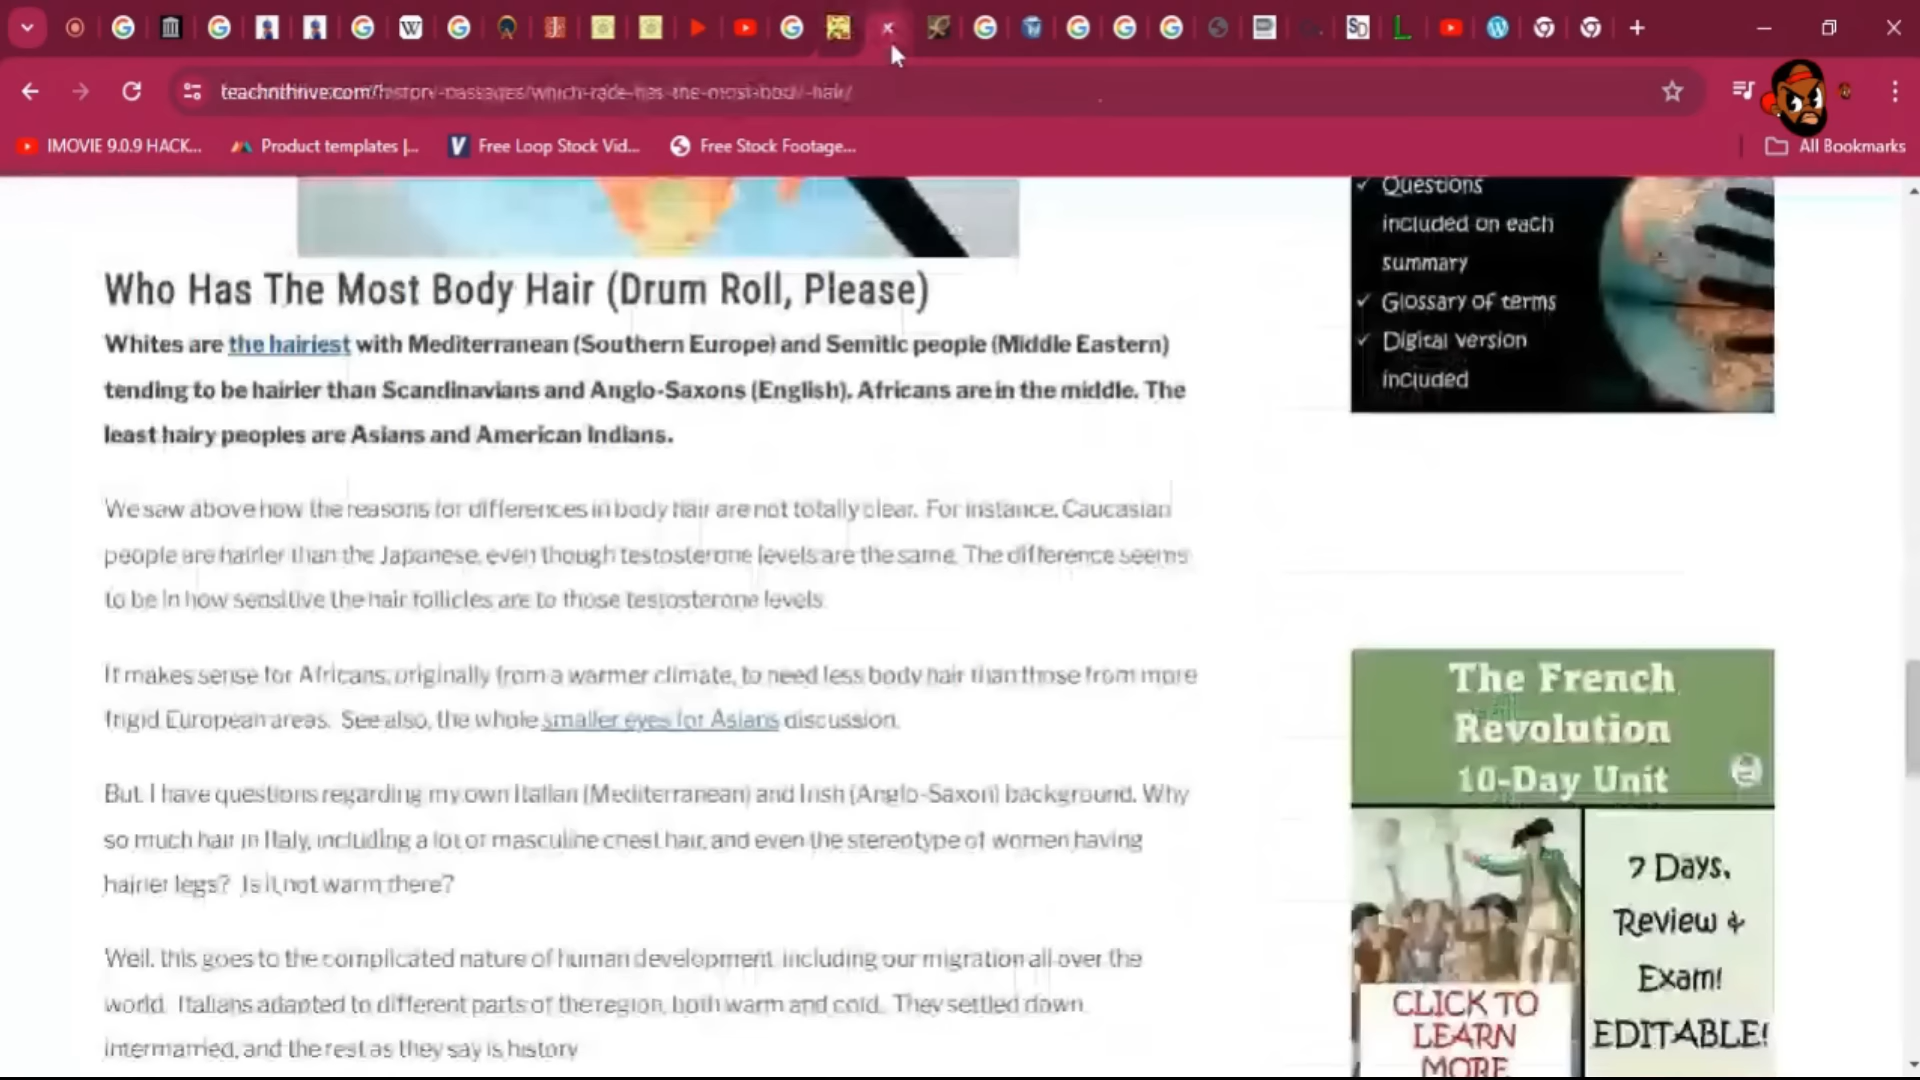 teachnthrive.com/history-passages/which-race-has-the-most-body-hair/
IMOVIE 9.0.9 HACK...
Product templates |...
Free Loop Stock Vid...
Free Stock Footage...
All Bookmarks
Who Has The Most Body Hair (Drum Roll, Please)
Whites are the hairiest with Mediterranean (Southern Europe) and Semitic people (Middle Eastern)
tending to be hairier than Scandinavians and Anglo-Saxons (English). Africans are in the middle. The
least hairy peoples are Asians and American Indians.
We saw above how the reasons for differences in body hair are not totally clear. For instance, Caucasian
people are hairier than the Japanese, even though testosterone levels are the same. The difference seems
to be in how sensitive the hair follicles are to those testosterone levels.
It makes sense for Africans, originally from a warmer climate, to need less body hair than those from more
frigid European areas. See also, the whole smaller eyes for Asians discussion.
But I have questions regarding my own Italian (Mediterranean) and Irish (Anglo-Saxon) background. Why
so much hair in Italy, including a lot of masculine chest hair, and even the stereotype of women having
hairier legs? Is it not warm there?
Well, this goes to the complicated nature of human development, including our migration all over the
world. Italians adapted to different parts of the region, both warm and cold. They settled down,
intermarried, and the rest as they say is history
✓ Questions
included on each
summary
✓ Glossary of terms
✓ Digital version
included
The French
Revolution
10-Day Unit
7 Days,
Review &
Exam!
EDITABLE!
CLICK TO
LEARN
MORE